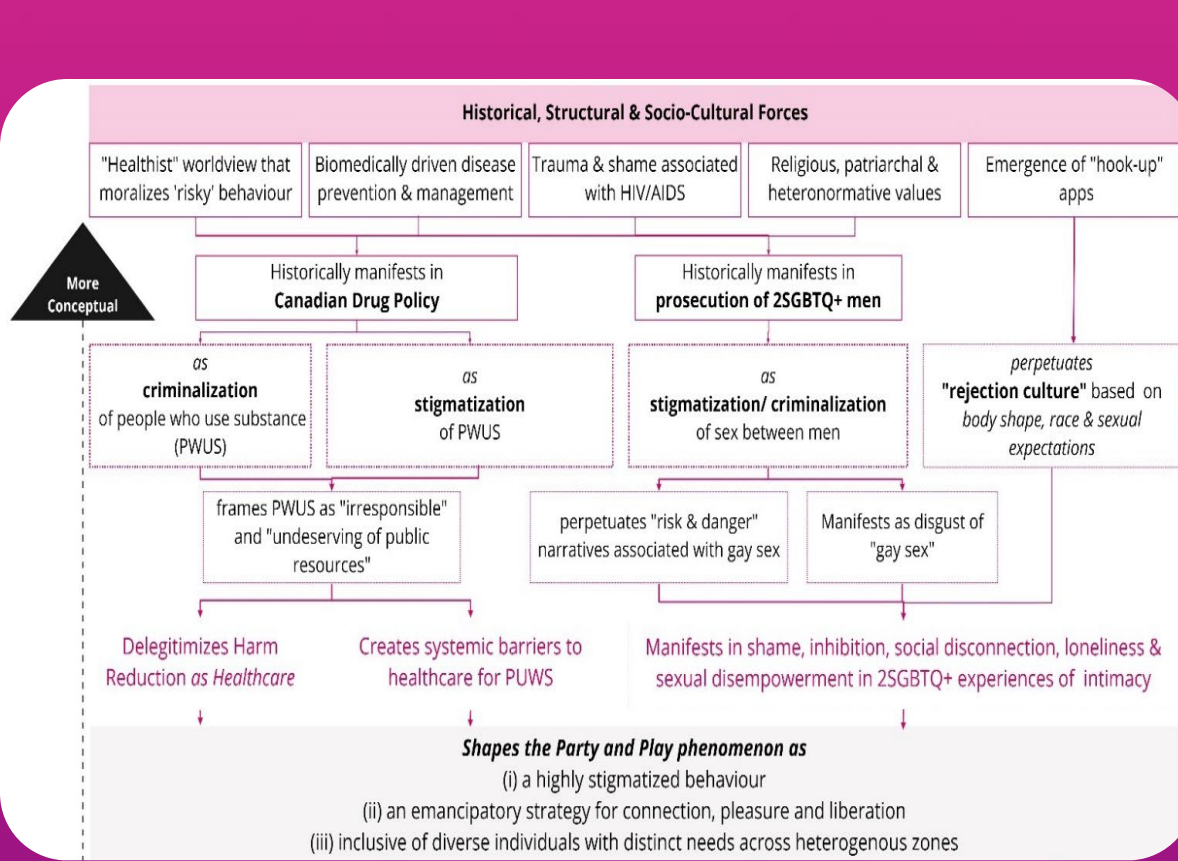 Historical, Structural & Socio-Cultural Forces
"Healthist" worldview that
moralizes 'risky' behaviour
Biomedically driven disease
prevention & management
Trauma & shame associated
with HIV/AIDS
Religious, patriarchal &
heteronormative values
Emergence of "hook-up"
apps
More
Conceptual
Historically manifests in
Canadian Drug Policy
Historically manifests in
prosecution of 2SGBTQ+ men
as
criminalization
of people who use substance
(PWUS)
as
stigmatization
of PWUS
as
stigmatization/ criminalization
of sex between men
perpetuates
"rejection culture" based on
body shape, race & sexual
expectations
frames PWUS as "irresponsible"
and "undeserving of public
resources"
perpetuates "risk & danger"
narratives associated with gay sex
Manifests as disgust of
"gay sex"
Delegitimizes Harm
Reduction as Healthcare
Creates systemic barriers to
healthcare for PUWS
Manifests in shame, inhibition, social disconnection, loneliness &
sexual disempowerment in 2SGBTQ+ experiences of intimacy
Shapes the Party and Play phenomenon as
(i) a highly stigmatized behaviour
(ii) an emancipatory strategy for connection, pleasure and liberation
(iii) inclusive of diverse individuals with distinct needs across heterogenous zones